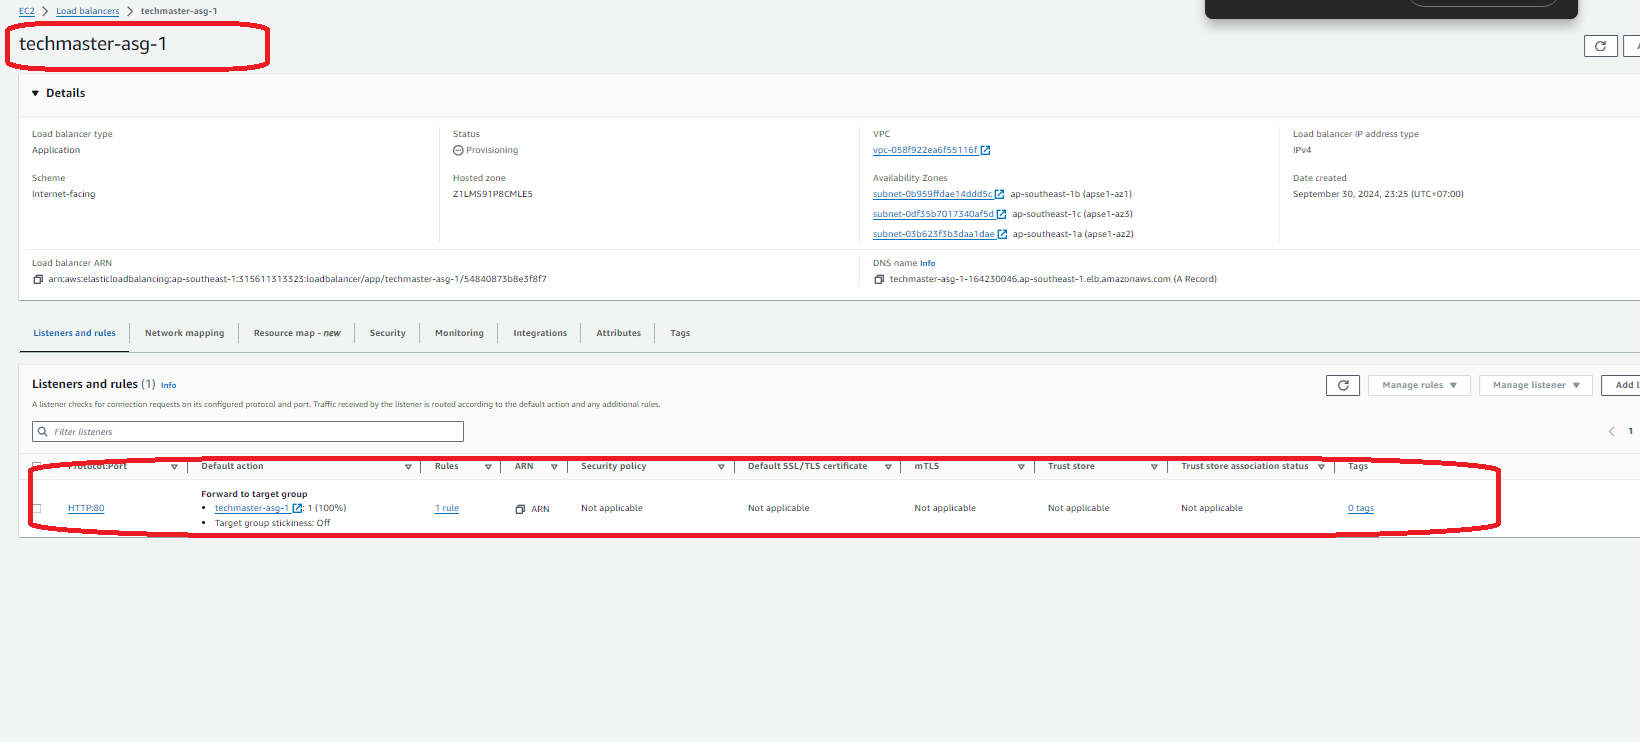 EC2 > Load balancers > techmaster-asg-1
techmaster-asg-1
Details
Load balancer type
Application
Status
Provisioning
VPC
vpc-058f922ea6f55116f
Load balancer IP address type
IPv4
Scheme
Internet-facing
Hosted zone
Z1LMS91P8CMLE5
Availability Zones
subnet-0b959ffdae14ddd5c ap-southeast-1b (apse1-az1)
subnet-0df35b7017340af5d ap-southeast-1c (apse1-az3)
subnet-03b623f3b3daa1dae ap-southeast-1a (apse1-az2)
Date created
September 30, 2024, 23:25 (UTC+07:00)
Load balancer ARN
arn:aws:elasticloadbalancing:ap-southeast-1:315611313323:loadbalancer/app/techmaster-asg-1/54840873b8e3f8f7
DNS name Info
techmaster-asg-1-164230046.ap-southeast-1.elb.amazonaws.com (A Record)
Listeners and rules Network mapping Resource map - new Security Monitoring Integrations Attributes Tags
Listeners and rules (1) Info
Manage rules Manage listener Add l
A listener checks for connection requests on its configured protocol and port. Traffic received by the listener is routed according to the default action and any additional rules.
Filter listeners
1
Protocol:Port Default action Rules ARN Security policy Default SSL/TLS certificate mTLS Trust store Trust store association status Tags
Forward to target group
HTTP:80 • techmaster-asg-1 : 1 (100%) 1 rule ARN Not applicable Not applicable Not applicable Not applicable Not applicable 0 tags
• Target group stickiness: Off